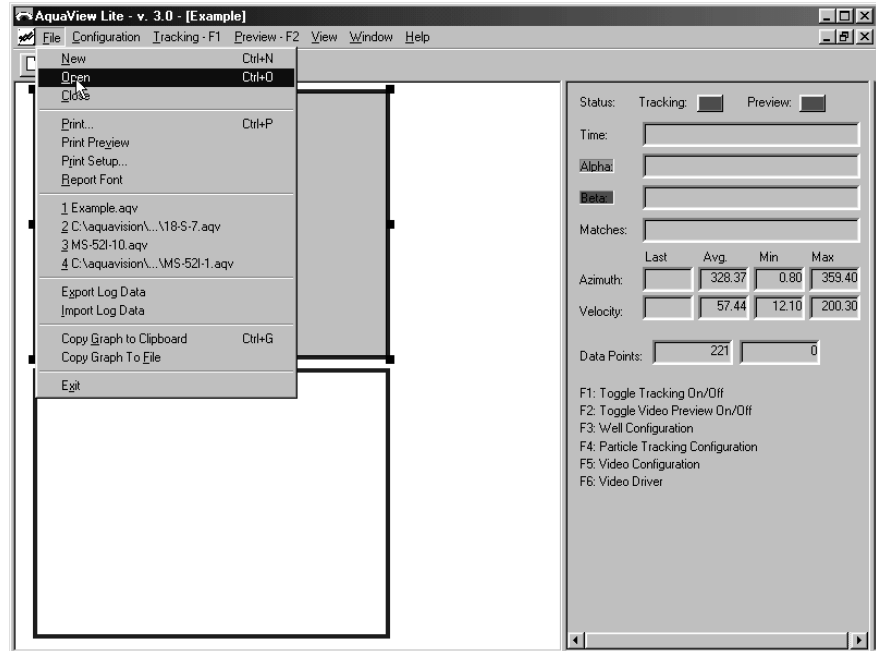 AquaView Lite - v. 3.0 - [Example]
File Configuration Tracking - F1 Preview - F2 View Window Help
New Ctrl+N
Open Ctrl+O
Close
Print... Ctrl+P
Print Preview
Print Setup...
Report Font
1 Example.aqv
2 C:\aquavision\...\18-S-7.aqv
3 MS-52I-10.aqv
4 C:\aquavision\...\MS-52I-1.aqv
Export Log Data
Import Log Data
Copy Graph to Clipboard Ctrl+G
Copy Graph To File
Exit
Status: Tracking: Preview:
Time:
Alpha:
Beta:
Matches:
Last Avg. Min Max
Azimuth: 328.37 0.80 359.40
Velocity: 57.44 12.10 200.30
Data Points: 221 0
F1: Toggle Tracking On/Off
F2: Toggle Video Preview On/Off
F3: Well Configuration
F4: Particle Tracking Configuration
F5: Video Configuration
F6: Video Driver